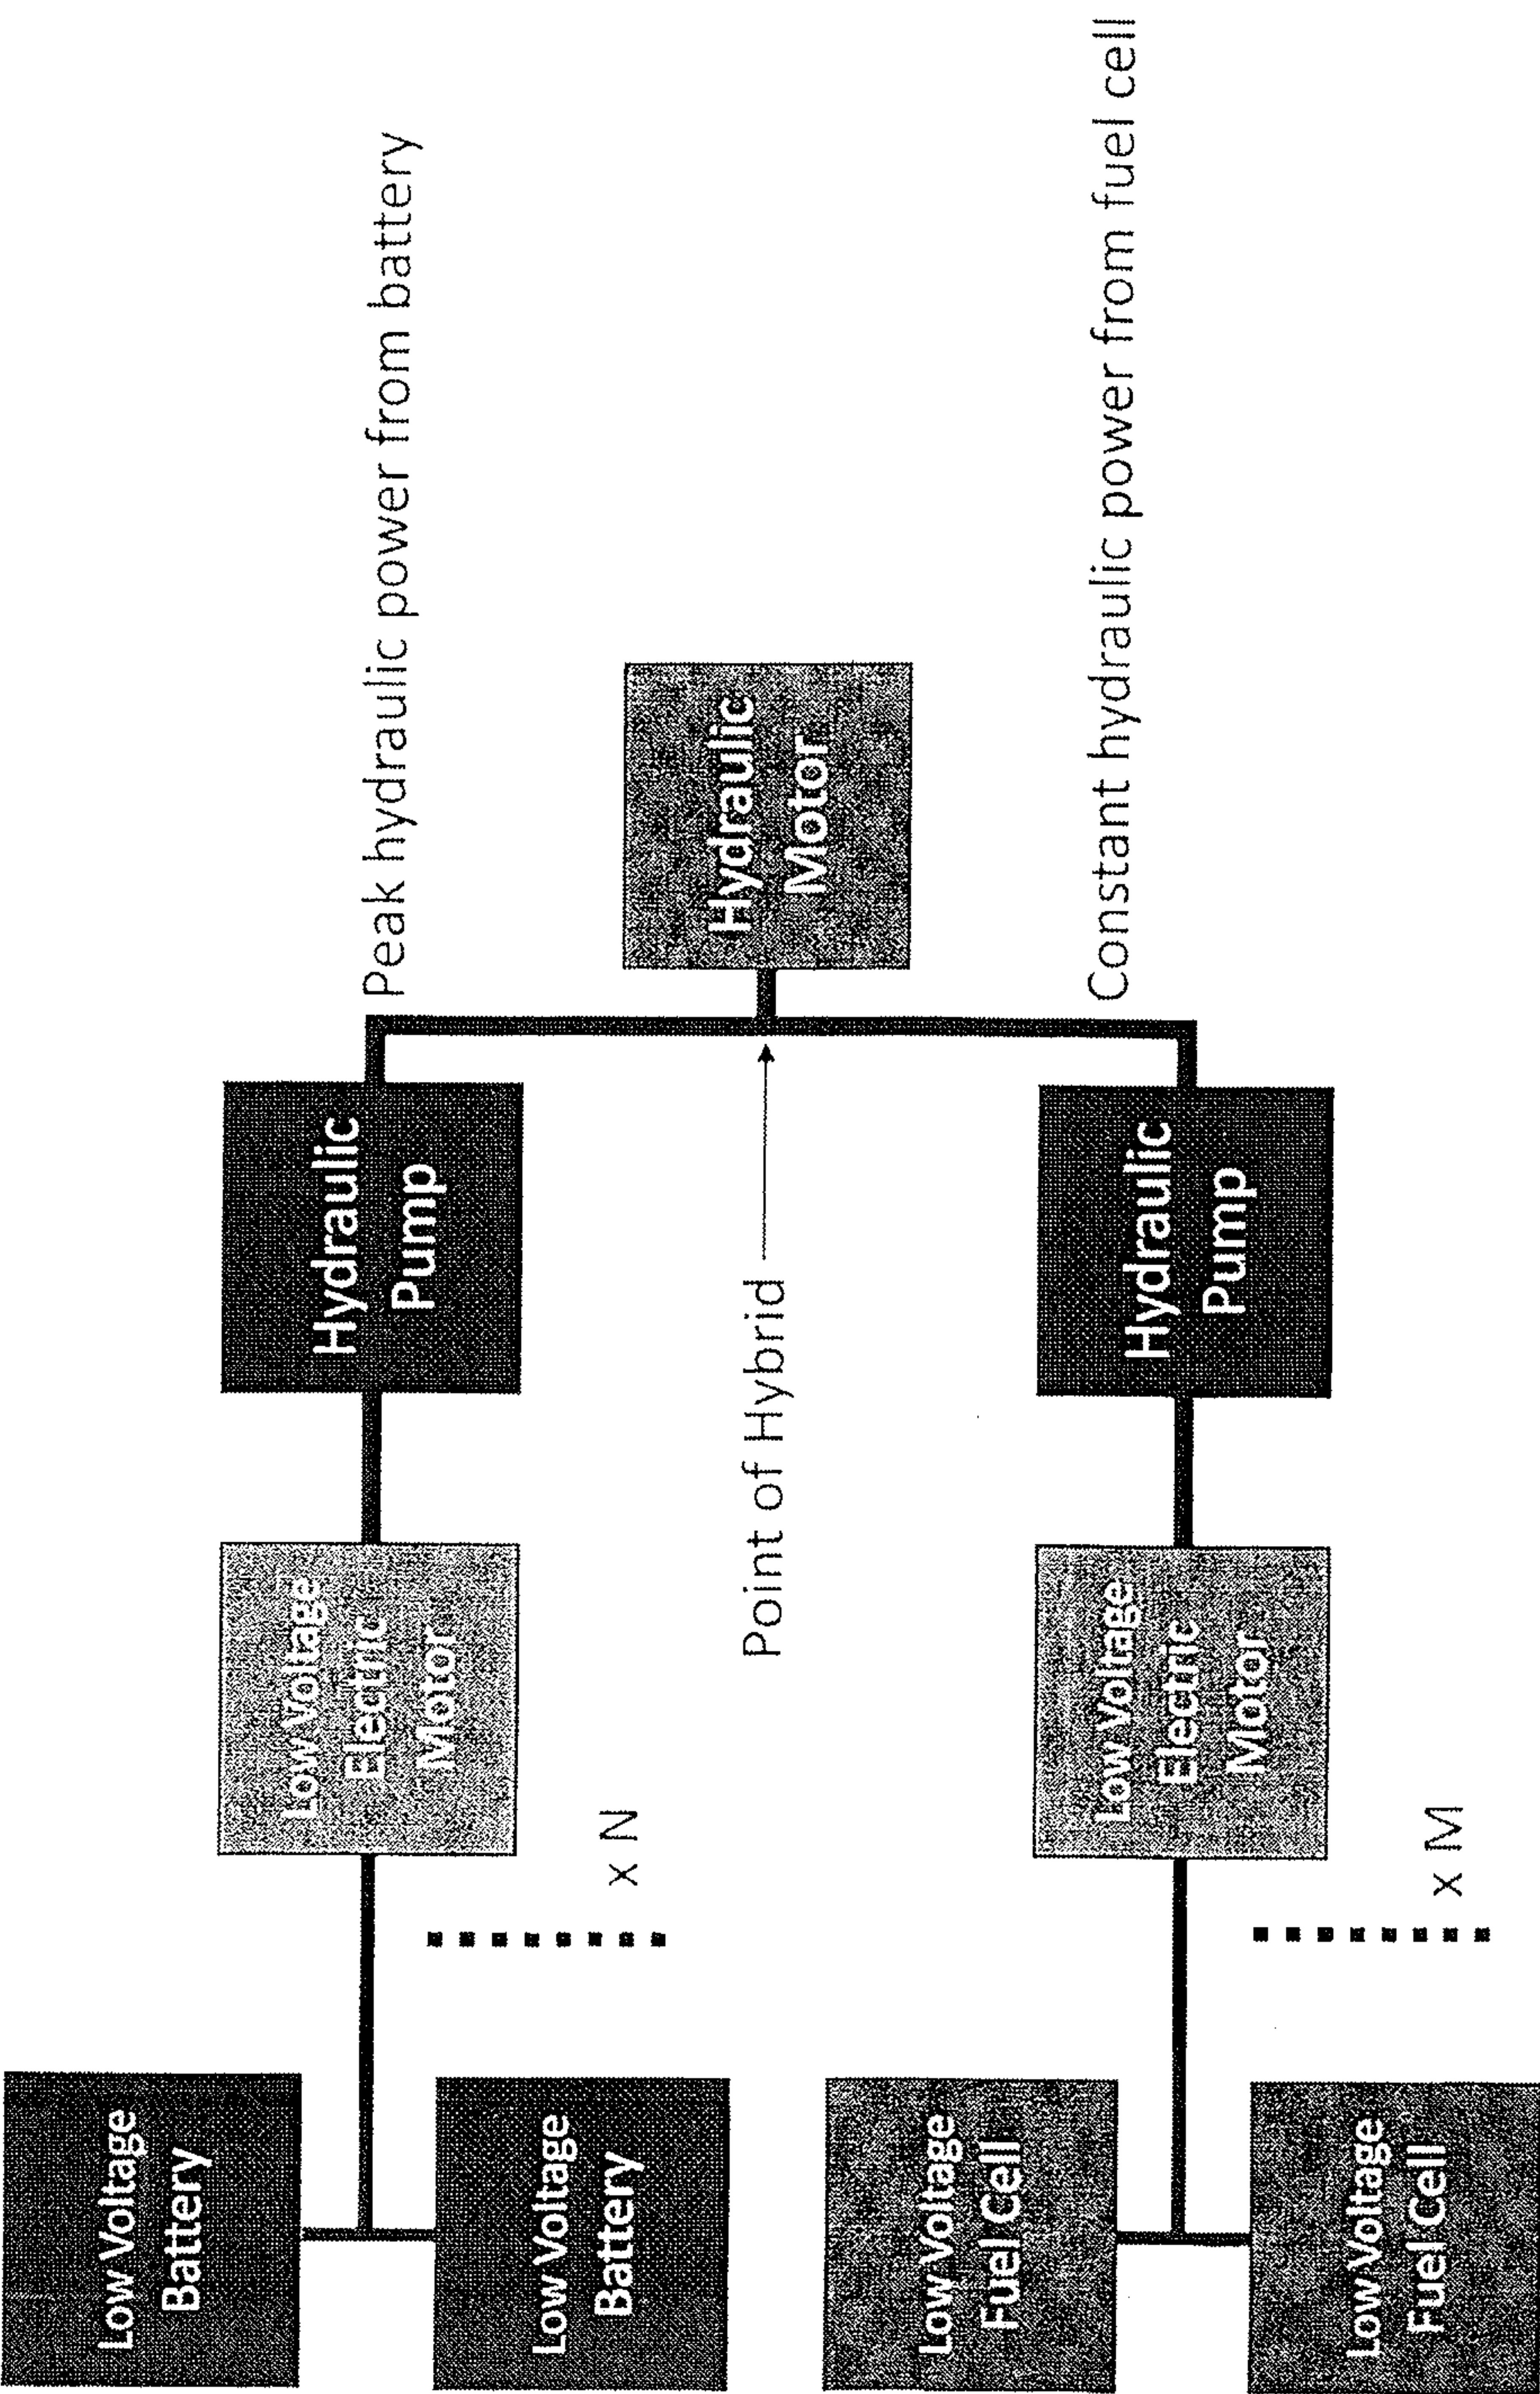 Low Voltage
Battery
Low Voltage
Electric
Motor
Hydraulic
Pump
Peak hydraulic power from battery
Low Voltage
Battery
x N
Point of Hybrid
Hydraulic
Motor
Low Voltage
Fuel Cell
Low Voltage
Electric
Motor
Hydraulic
Pump
Constant hydraulic power from fuel cell
Low Voltage
Fuel Cell
x M